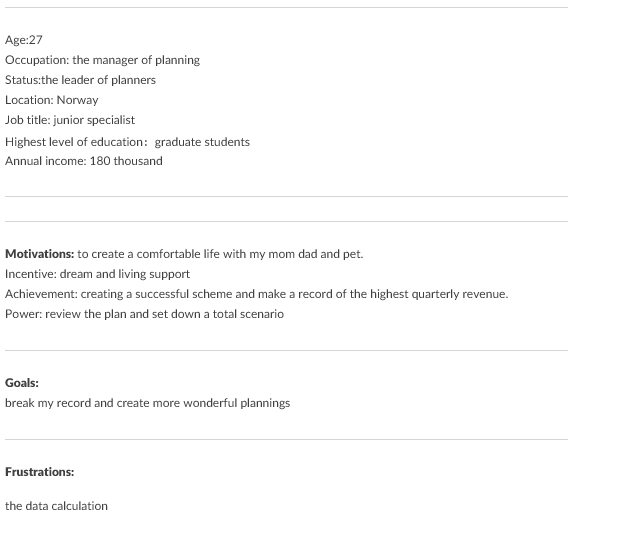 Age:27
Occupation: the manager of planning
Status:the leader of planners
Location: Norway
Job title: junior specialist
Highest level of education： graduate students
Annual income: 180 thousand
Motivations: to create a comfortable life with my mom dad and pet.
Incentive: dream and living support
Achievement: creating a successful scheme and make a record of the highest quarterly revenue.
Power: review the plan and set down a total scenario
Goals:
break my record and create more wonderful plannings
Frustrations:
the data calculation